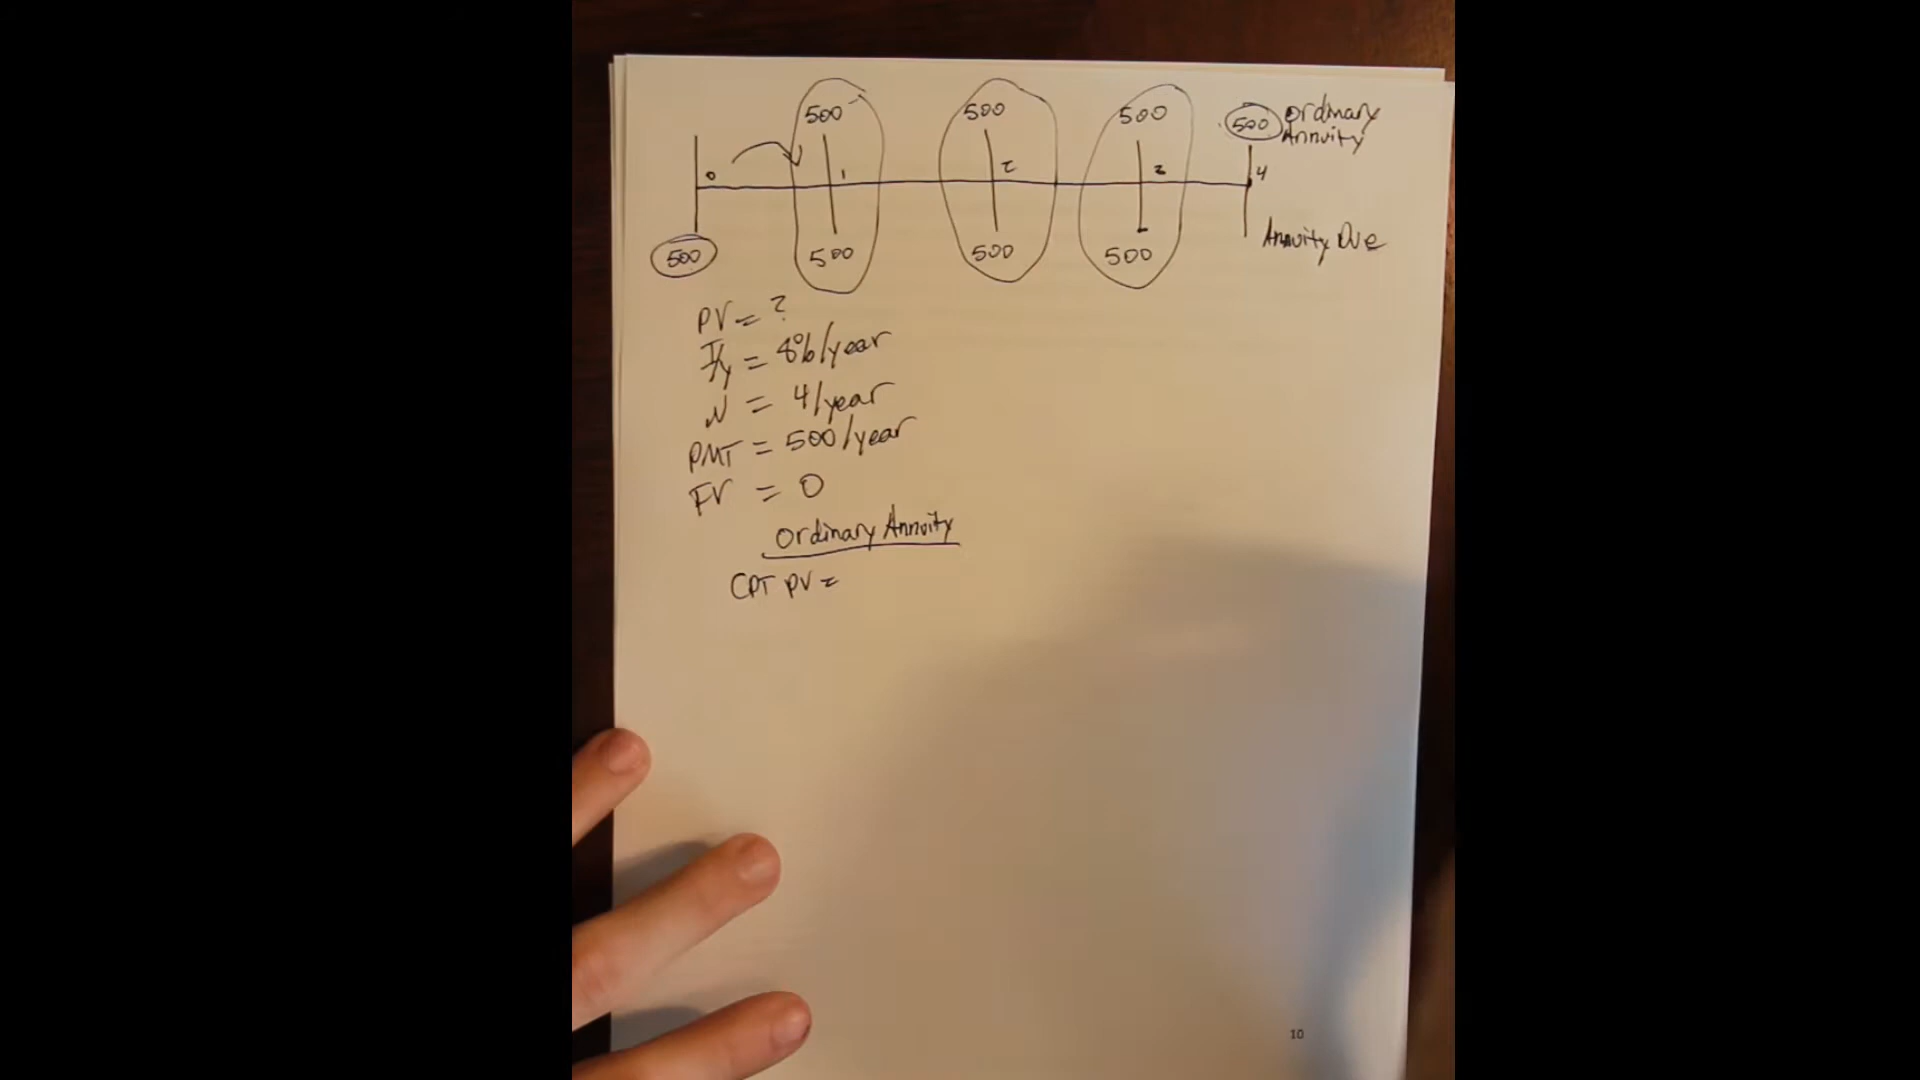 500 500 500 500 ordinary
Annuity
0 1 2 3 4
500 500 500 500 Annuity Due
PV = ?
I/y = 8%/year
N = 4/year
PMT = 500/year
FV = 0
Ordinary Annuity
CPT PV =
10